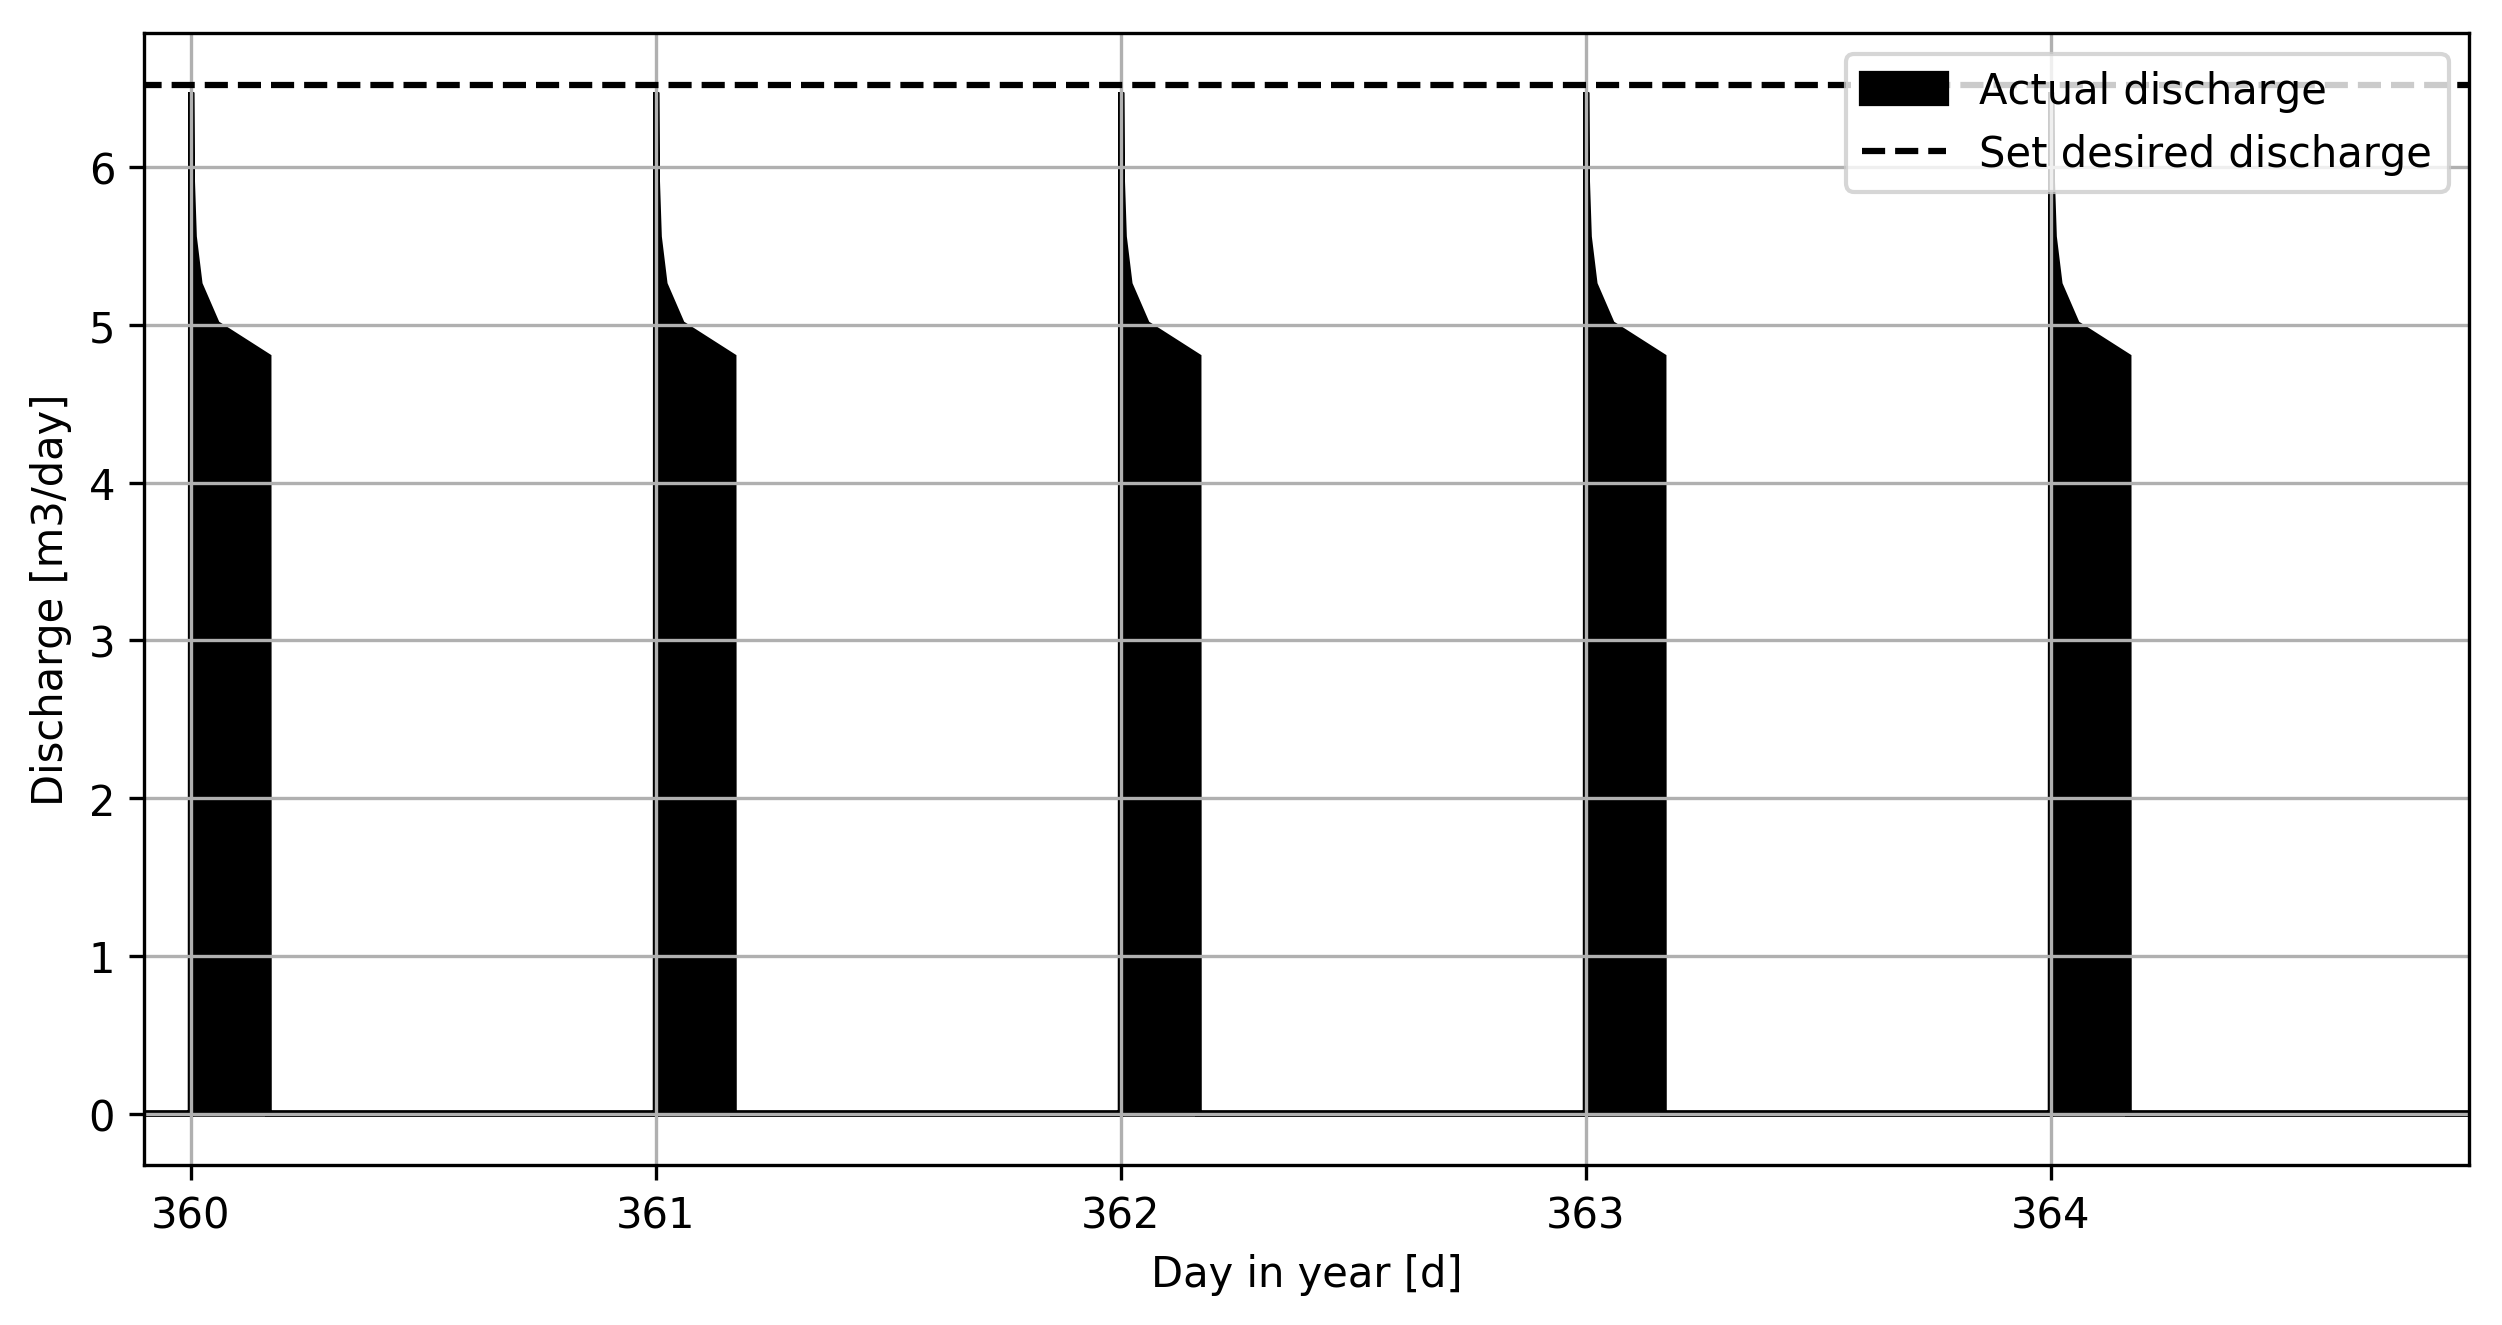 Actual discharge
Set desired discharge
Discharge [m3/day]
6
5
4
3
2
1
0
360 361 362 363 364
Day in year [d]